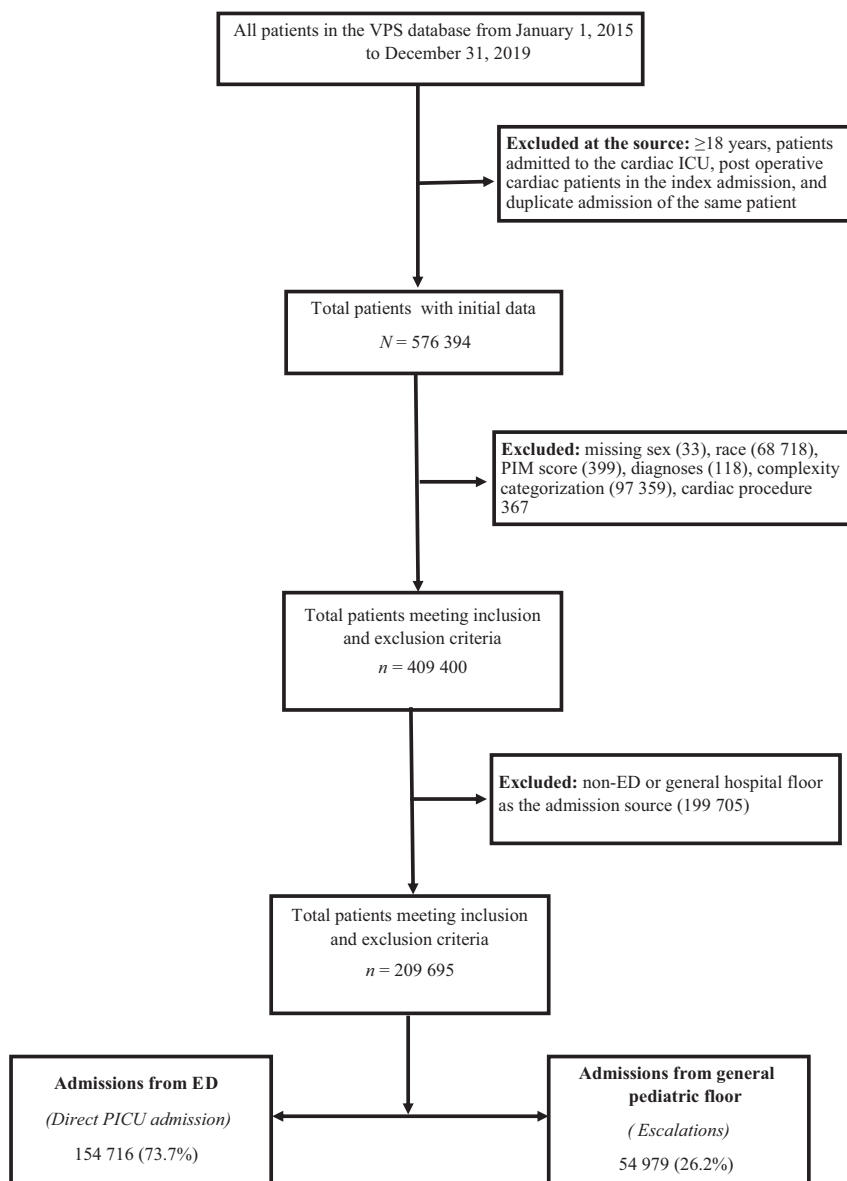 All patients in the VPS database from January 1, 2015
to December 31, 2019
Excluded at the source: ≥18 years, patients
admitted to the cardiac ICU, post operative
cardiac patients in the index admission, and
duplicate admission of the same patient
Total patients with initial data
N = 576 394
Excluded: missing sex (33), race (68 718),
PIM score (399), diagnoses (118), complexity
categorization (97 359), cardiac procedure
367
Total patients meeting inclusion
and exclusion criteria
n = 409 400
Excluded: non-ED or general hospital floor
as the admission source (199 705)
Total patients meeting inclusion
and exclusion criteria
n = 209 695
Admissions from ED
(Direct PICU admission)
154 716 (73.7%)
Admissions from general
pediatric floor
( Escalations)
54 979 (26.2%)